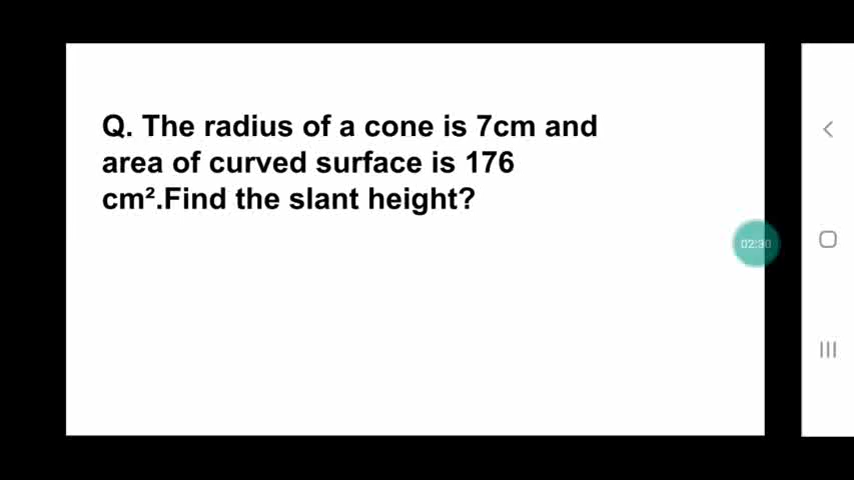 Q. The radius of a cone is 7cm and
area of curved surface is 176
cm².Find the slant height?
02:30